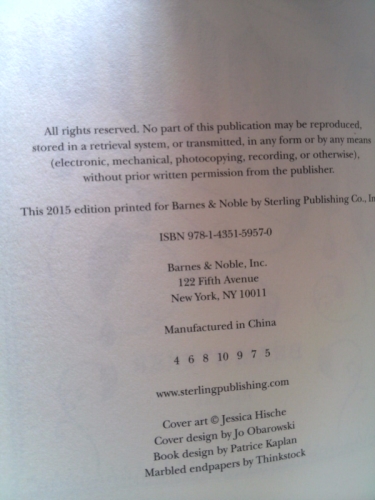 All rights reserved. No part of this publication may be reproduced,
stored in a retrieval system, or transmitted, in any form or by any means
(electronic, mechanical, photocopying, recording, or otherwise),
without prior written permission from the publisher.
This 2015 edition printed for Barnes & Noble by Sterling Publishing Co.,
ISBN 978-1-4351-5957-0
Barnes & Noble, Inc.
122 Fifth Avenue
New York, NY 10011
Manufactured in China
4 6 8 10 9 7 5
www.sterlingpublishing.com
Cover art © Jessica Hische
Cover design by Jo Obarowski
Book design by Patrice Kaplan
Marbled endpapers by Thinkstock